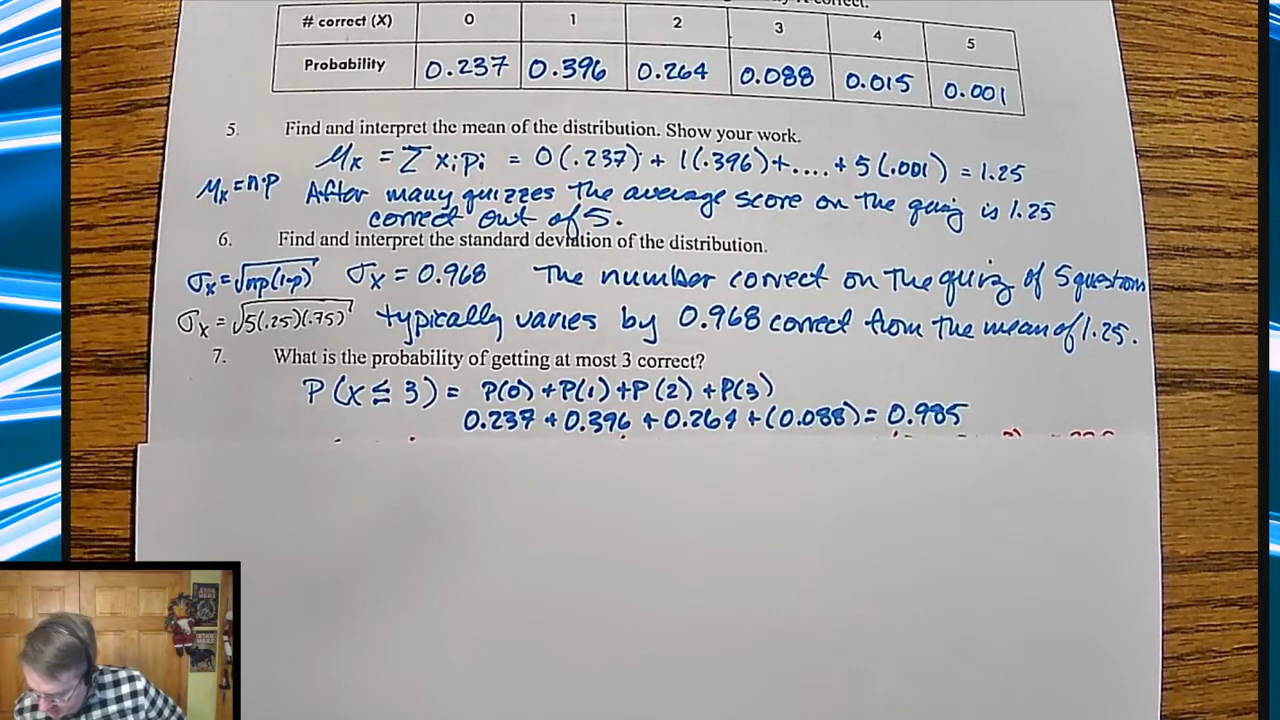 # correct (X) 0 1 2 3 4 5
Probability 0.237 0.396 0.264 0.088 0.015 0.001
5. Find and interpret the mean of the distribution. Show your work.
μx = Σ xipi = 0(.237) + 1(.396)+....+ 5(.001) = 1.25
μx=n·p After many quizzes the average score on the quiz is 1.25
correct out of 5.
6. Find and interpret the standard deviation of the distribution.
σx=√np(1-p) σx = 0.968 The number correct on the quiz of 5 questions
σx = √5(.25)(.75) typically varies by 0.968 correct from the mean of 1.25.
7. What is the probability of getting at most 3 correct?
P(x ≤ 3) = P(0)+P(1)+P(2)+P(3)
0.237 + 0.396 + 0.264 + (0.088) = 0.985
STAR WARS
STAR WARS